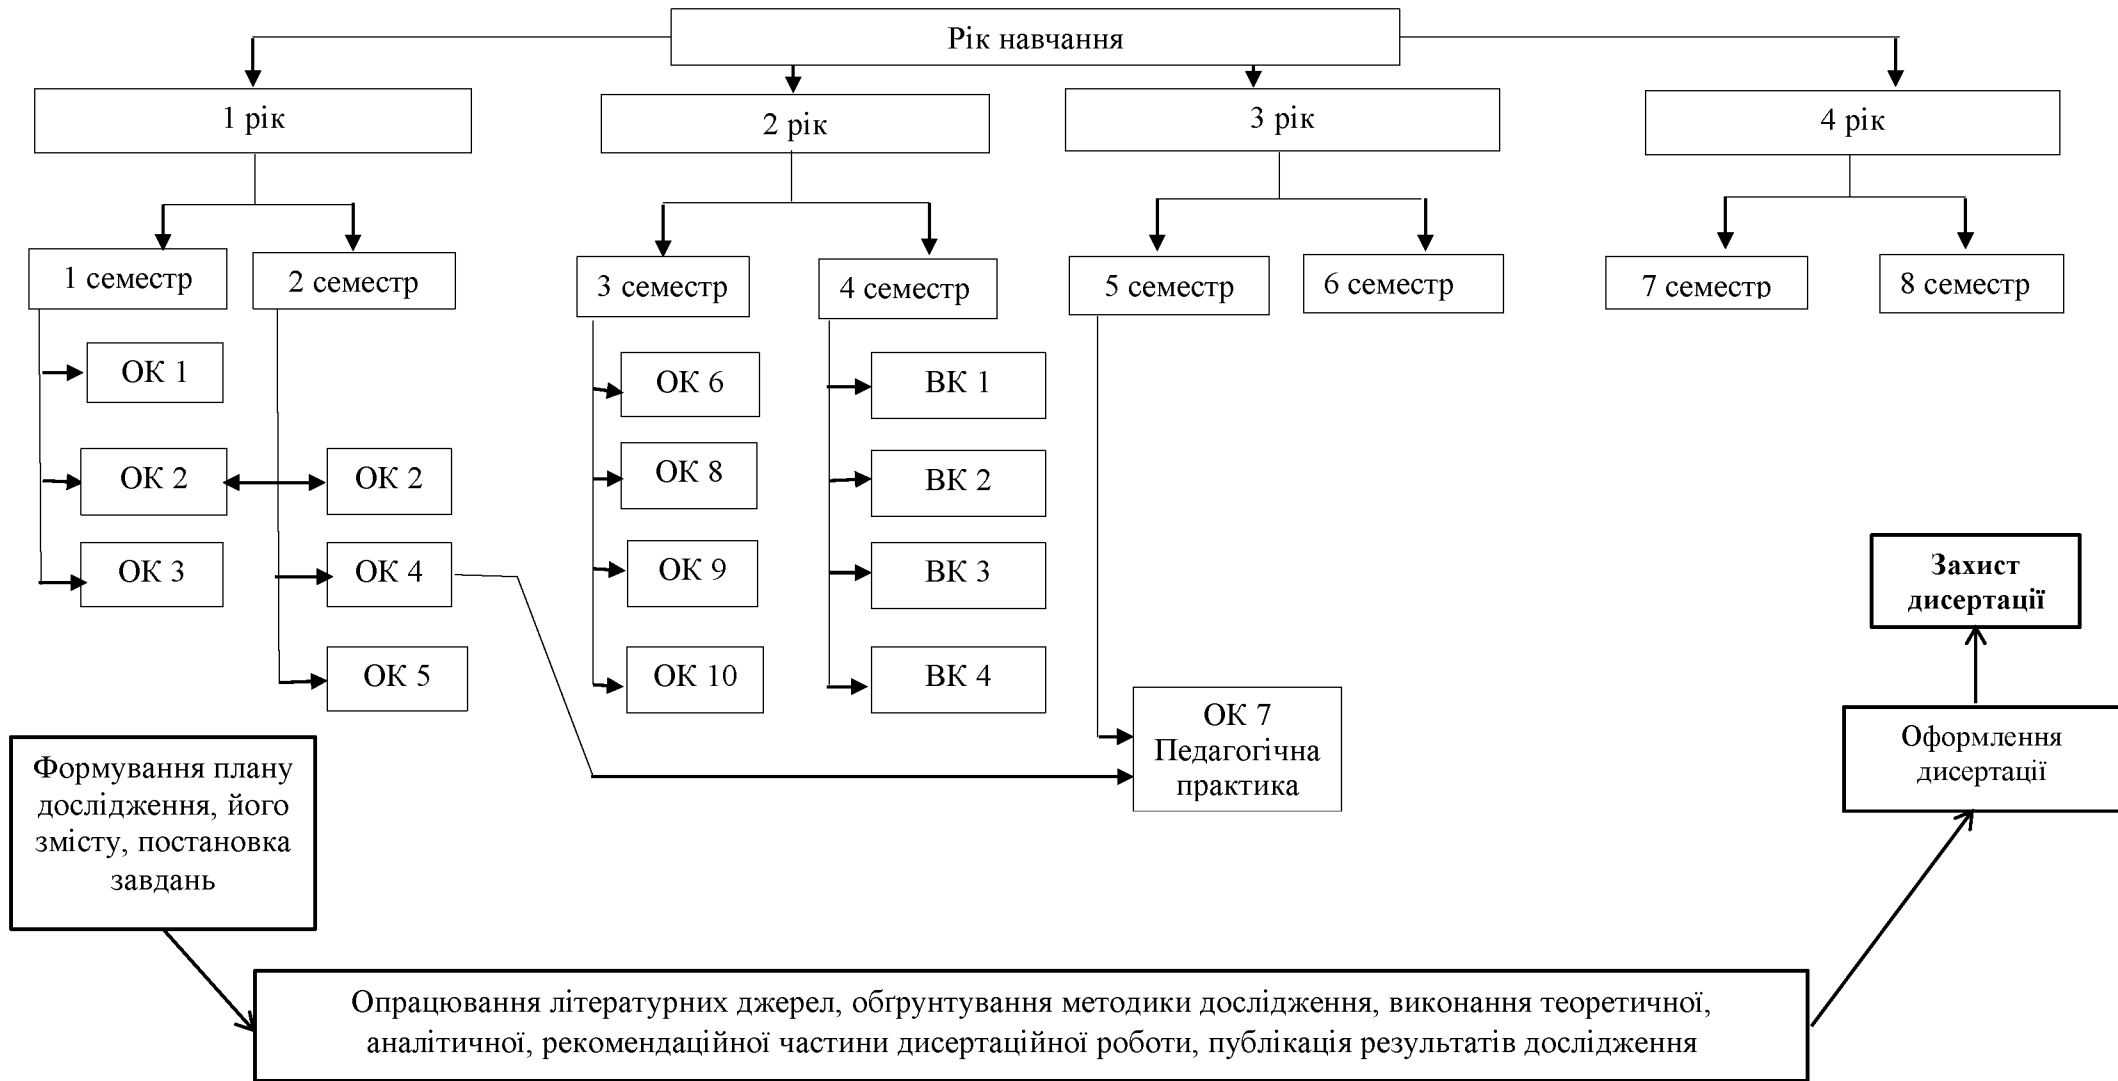 Рік навчання
1 рік
2 рік
3 рік
4 рік
1 семестр
2 семестр
3 семестр
4 семестр
5 семестр
6 семестр
7 семестр
8 семестр
ОК 1
ОК 6
ВК 1
ОК 2
ОК 2
ОК 8
ВК 2
ОК 3
ОК 4
ОК 9
ВК 3
Захист
дисертації
ОК 5
ОК 10
ВК 4
ОК 7
Педагогічна
практика
Оформлення
дисертації
Формування плану
дослідження, його
змісту, постановка
завдань
Опрацювання літературних джерел, обґрунтування методики дослідження, виконання теоретичної,
аналітичної, рекомендаційної частини дисертаційної роботи, публікація результатів дослідження